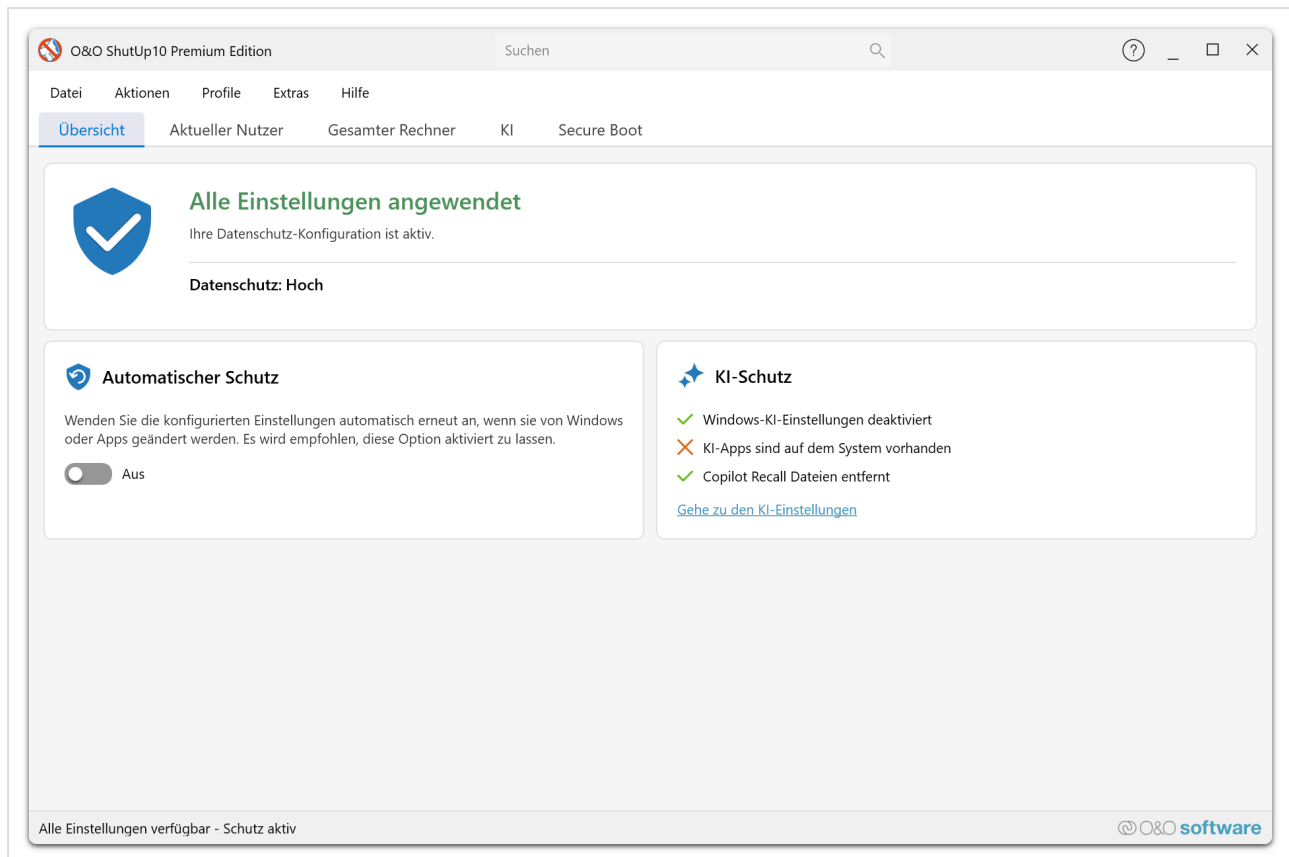 O&O ShutUp10 Premium Edition
Suchen
?
Datei Aktionen Profile Extras Hilfe
Übersicht Aktueller Nutzer Gesamter Rechner KI Secure Boot
Alle Einstellungen angewendet
Ihre Datenschutz-Konfiguration ist aktiv.
Datenschutz: Hoch
Automatischer Schutz
Wenden Sie die konfigurierten Einstellungen automatisch erneut an, wenn sie von Windows
oder Apps geändert werden. Es wird empfohlen, diese Option aktiviert zu lassen.
Aus
KI-Schutz
Windows-KI-Einstellungen deaktiviert
KI-Apps sind auf dem System vorhanden
Copilot Recall Dateien entfernt
Gehe zu den KI-Einstellungen
Alle Einstellungen verfügbar - Schutz aktiv
O&O software